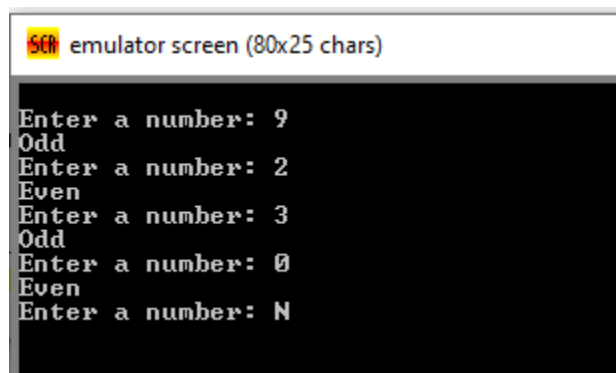 SCR emulator screen (80x25 chars)
Enter a number: 9
Odd
Enter a number: 2
Even
Enter a number: 3
Odd
Enter a number: 0
Even
Enter a number: N